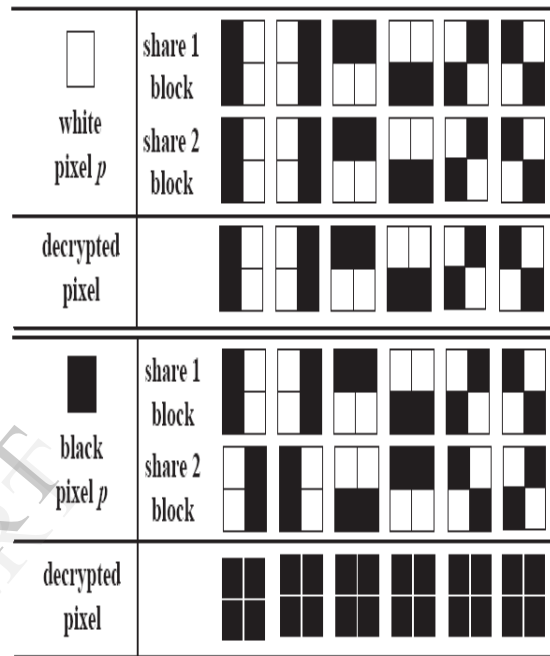 share 1
block
white
pixel p
share 2
block
decrypted
pixel
share 1
block
black
pixel p
share 2
block
decrypted
pixel